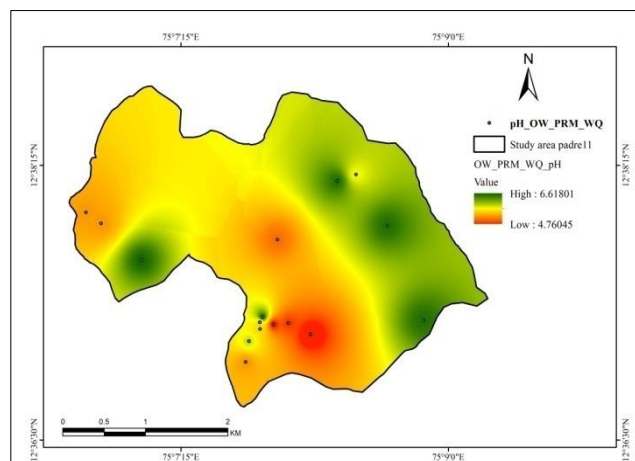 75°7'15"E
75°9'0"E
N
pH_OW_PRM_WQ
Study area padre11
OW_PRM_WQ_pH
Value
High : 6.61801
Low : 4.76045
12°38'15"N
12°38'15"N
12°36'30"N
12°36'30"N
0 0.5 1 2
KM
75°7'15"E
75°9'0"E